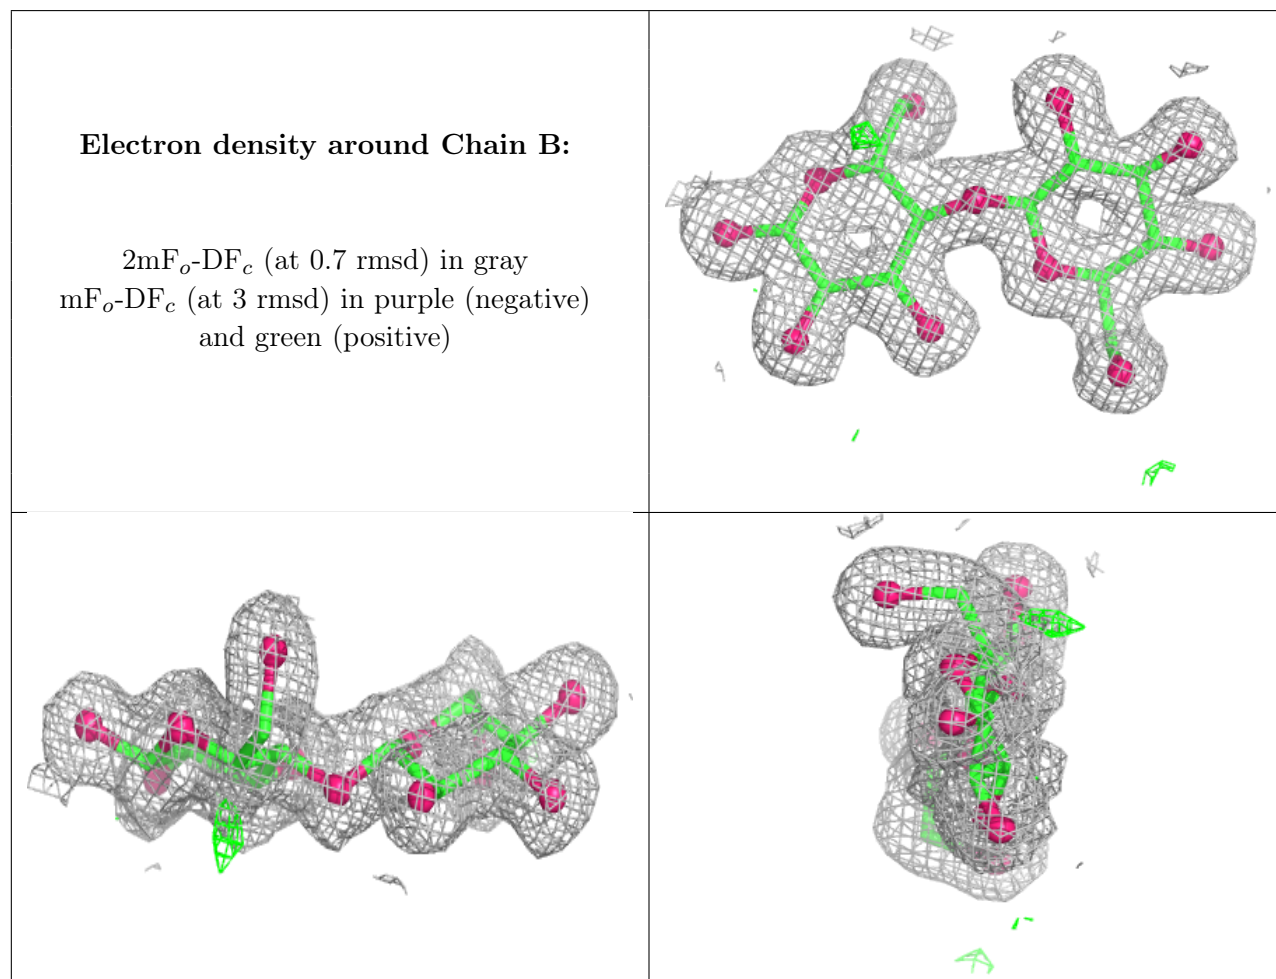 Electron density around Chain B:
2mFo-DFc (at 0.7 rmsd) in gray
mFo-DFc (at 3 rmsd) in purple (negative)
and green (positive)